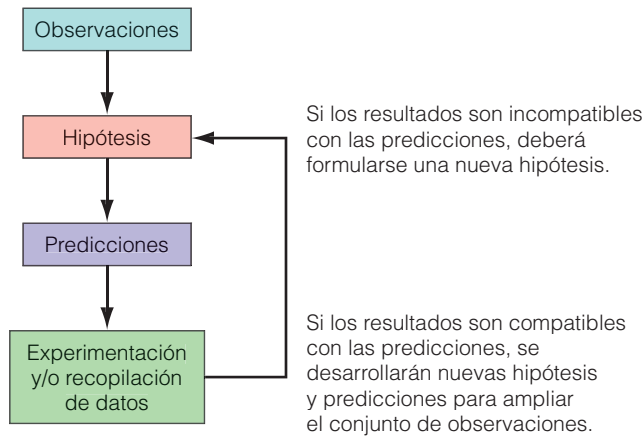 Observaciones
Hipótesis
Si los resultados son incompatibles
con las predicciones, deberá
formularse una nueva hipótesis.
Predicciones
Experimentación
y/o recopilación
de datos
Si los resultados son compatibles
con las predicciones, se
desarrollarán nuevas hipótesis
y predicciones para ampliar
el conjunto de observaciones.